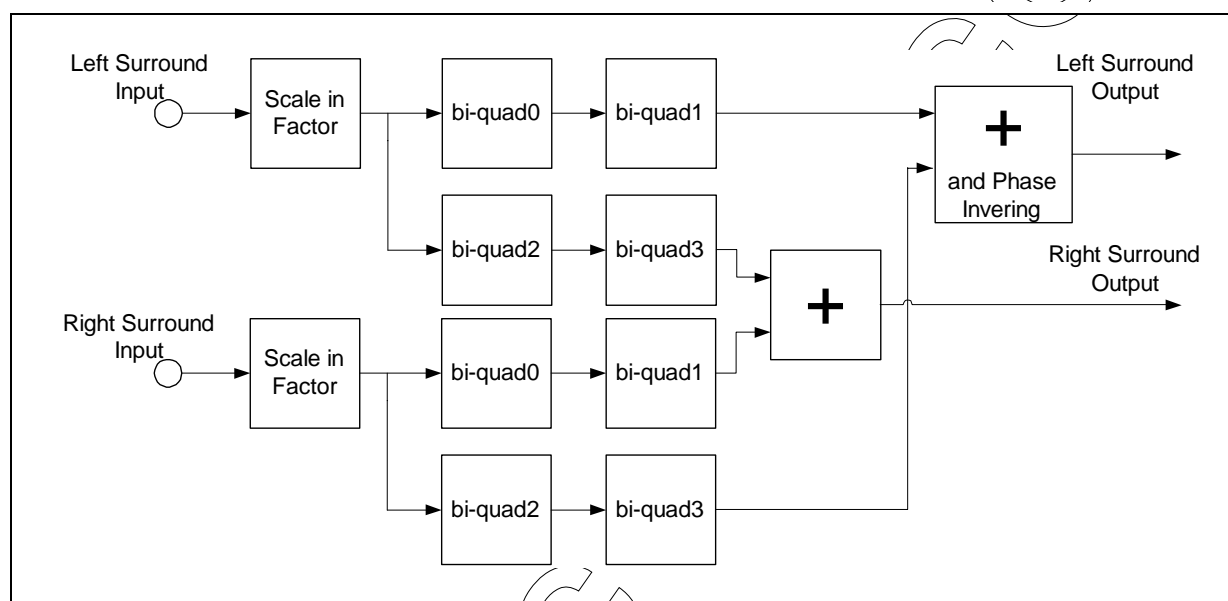 Left Surround
Input
Scale in
Factor
bi-quad0
bi-quad1
+
and Phase
Invering
Left Surround
Output
bi-quad2
bi-quad3
+
Right Surround
Output
Right Surround
Input
Scale in
Factor
bi-quad0
bi-quad1
bi-quad2
bi-quad3